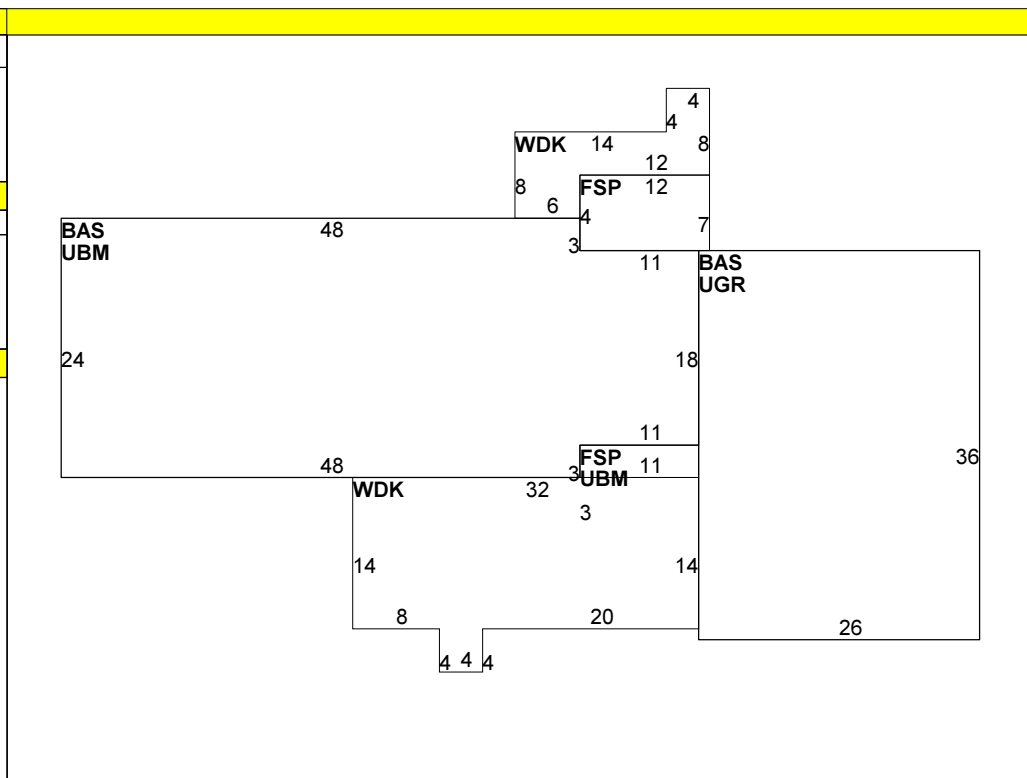 4
4
WDK 14 8
12
8 FSP 12
6
4 7
BAS 48
UBM 3
11 BAS
UGR
24 18
11
36
48 3 FSP 11
UBM
WDK 32
3
14 14
8 20 26
4 4 4